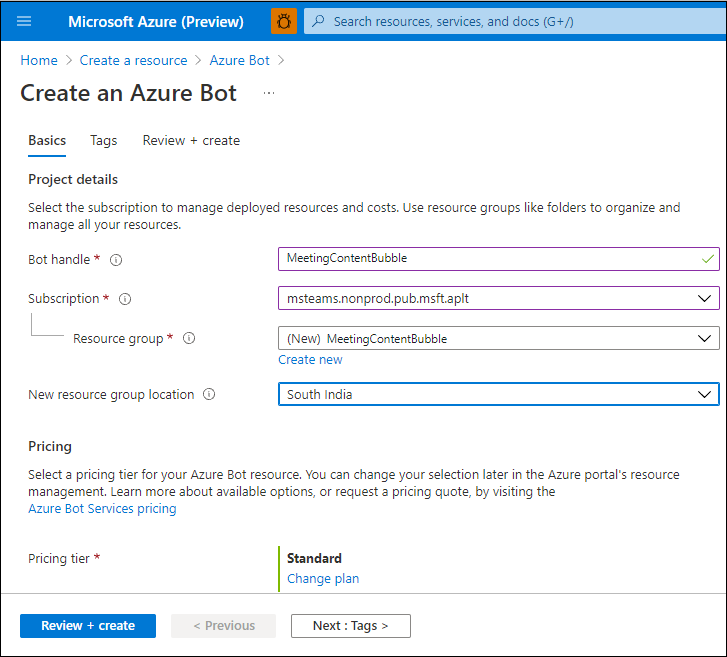 Microsoft Azure (Preview)
Search resources, services, and docs (G+/)
Home > Create a resource > Azure Bot >
Create an Azure Bot ...
Basics
Tags
Review + create
Project details
Select the subscription to manage deployed resources and costs. Use resource groups like folders to organize and
manage all your resources.
Bot handle *
MeetingContentBubble
Subscription *
msteams.nonprod.pub.msft.aplt
Resource group *
(New) MeetingContentBubble
Create new
New resource group location
South India
Pricing
Select a pricing tier for your Azure Bot resource. You can change your selection later in the Azure portal's resource
management. Learn more about available options, or request a pricing quote, by visiting the
Azure Bot Services pricing
Pricing tier *
Standard
Change plan
Review + create
< Previous
Next : Tags >